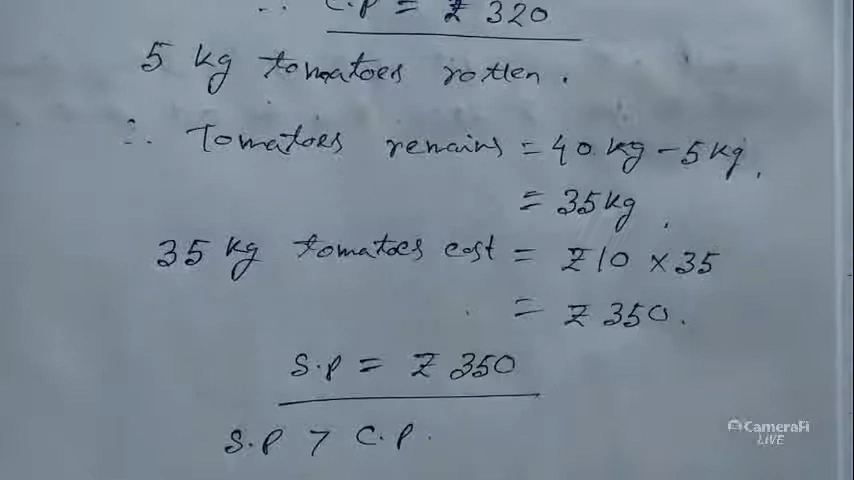 ∴ C.P = ₹ 320
5 kg tomatoes rotten.
∴ Tomatoes remains = 40 kg - 5 kg.
= 35 kg.
35 kg tomatoes cost = ₹ 10 × 35
= ₹ 350.
S.P = ₹ 350
S.P > C.P.
CameraFi
LIVE